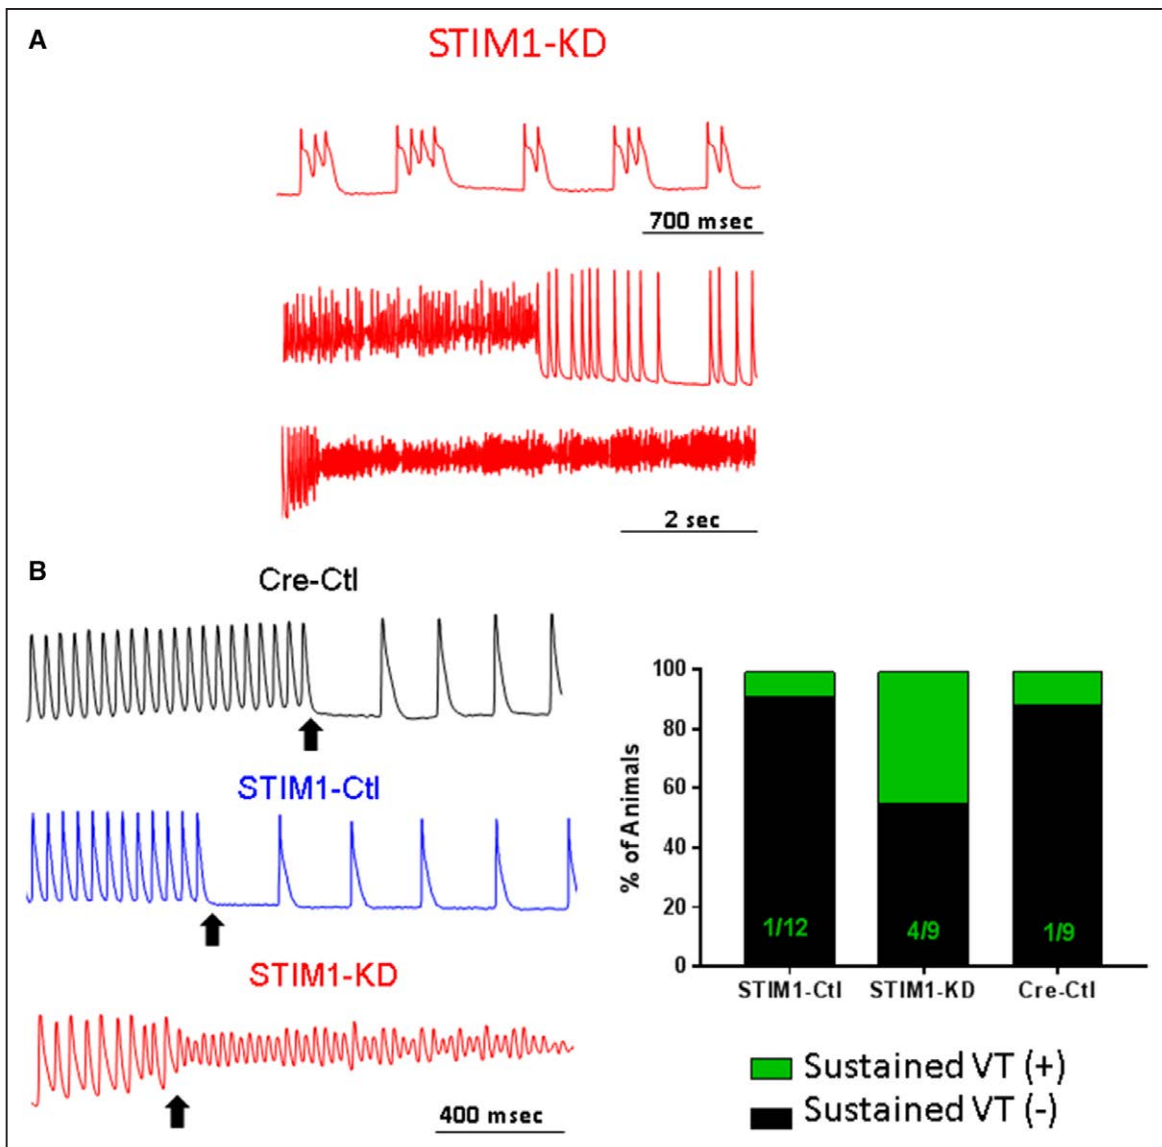 A
STIM1-KD
700 msec
2 sec
B
Cre-Ctl
STIM1-Ctl
STIM1-KD
400 msec
% of Animals
100
80
60
40
20
0
1/12 4/9 1/9
STIM1-Ctl STIM1-KD Cre-Ctl
Sustained VT (+)
Sustained VT (-)